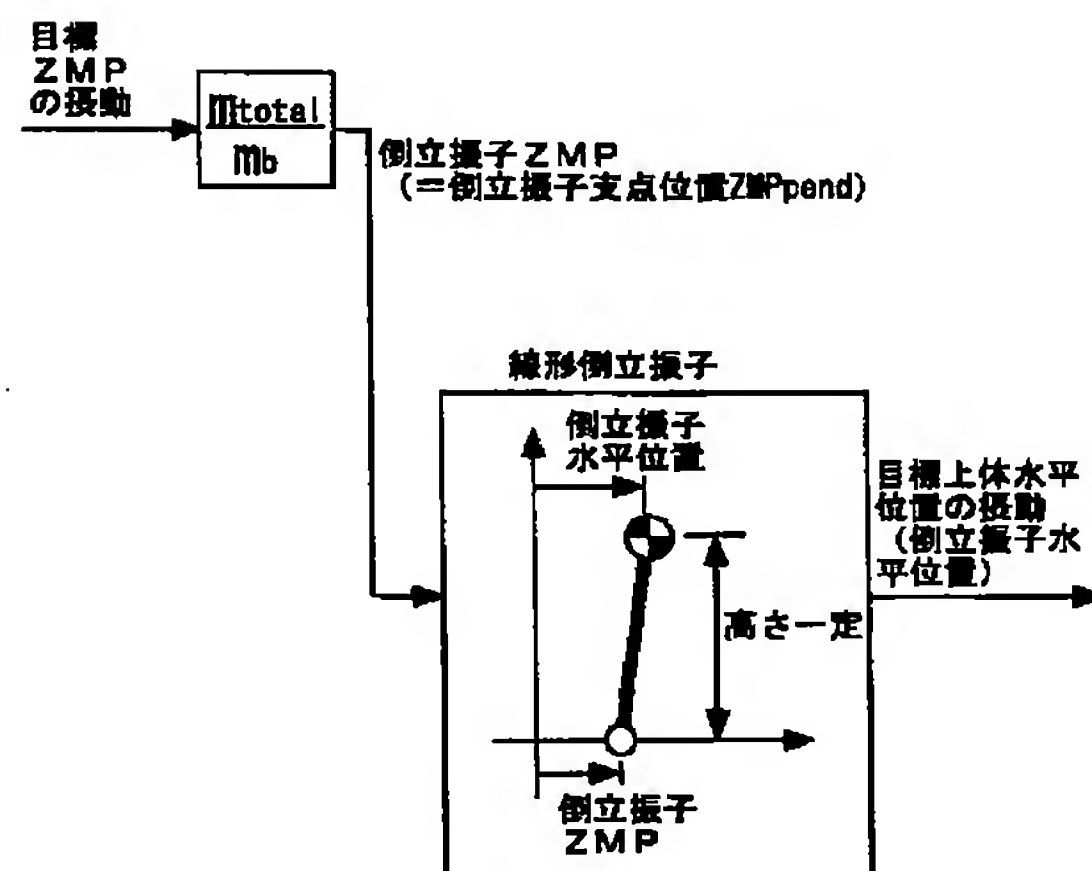 目標
ZMP
の摂動
mtotal
mb
倒立振子ZMP
(=倒立振子支点位置ZMPpend)
線形倒立振子
倒立振子
水平位置
目標上体水平
位置の摂動
(倒立振子水
平位置)
高さ一定
倒立振子
ZMP